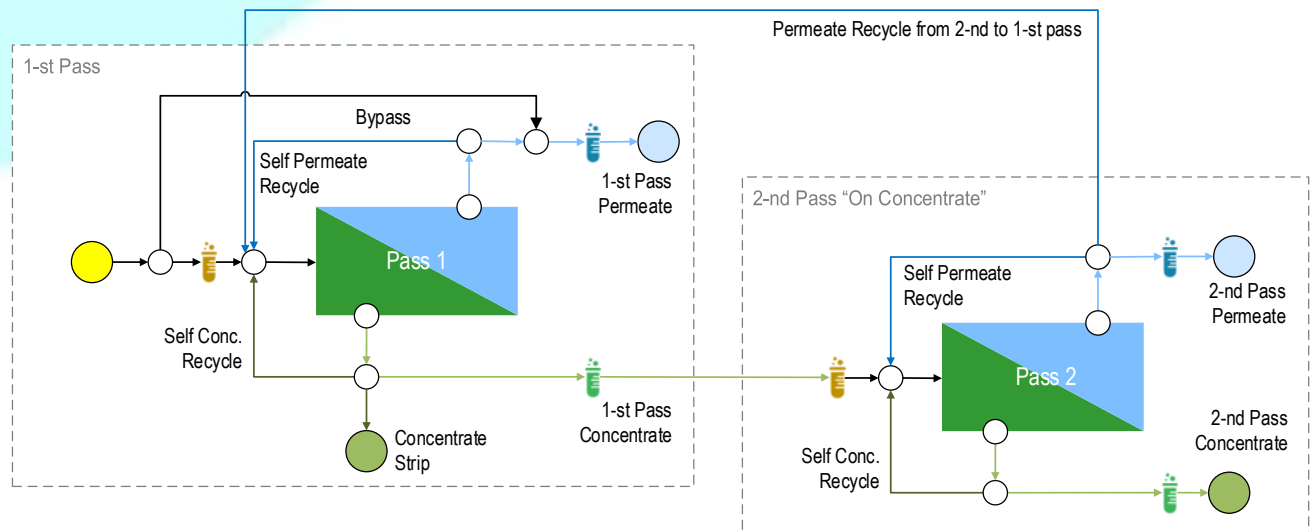 Permeate Recycle from 2-nd to 1-st pass
1-st Pass
Bypass
Self Permeate
Recycle
1-st Pass
Permeate
Pass 1
Self Conc.
Recycle
1-st Pass
Concentrate
Concentrate
Strip
2-nd Pass “On Concentrate”
Self Permeate
Recycle
2-nd Pass
Permeate
Pass 2
Self Conc.
Recycle
2-nd Pass
Concentrate